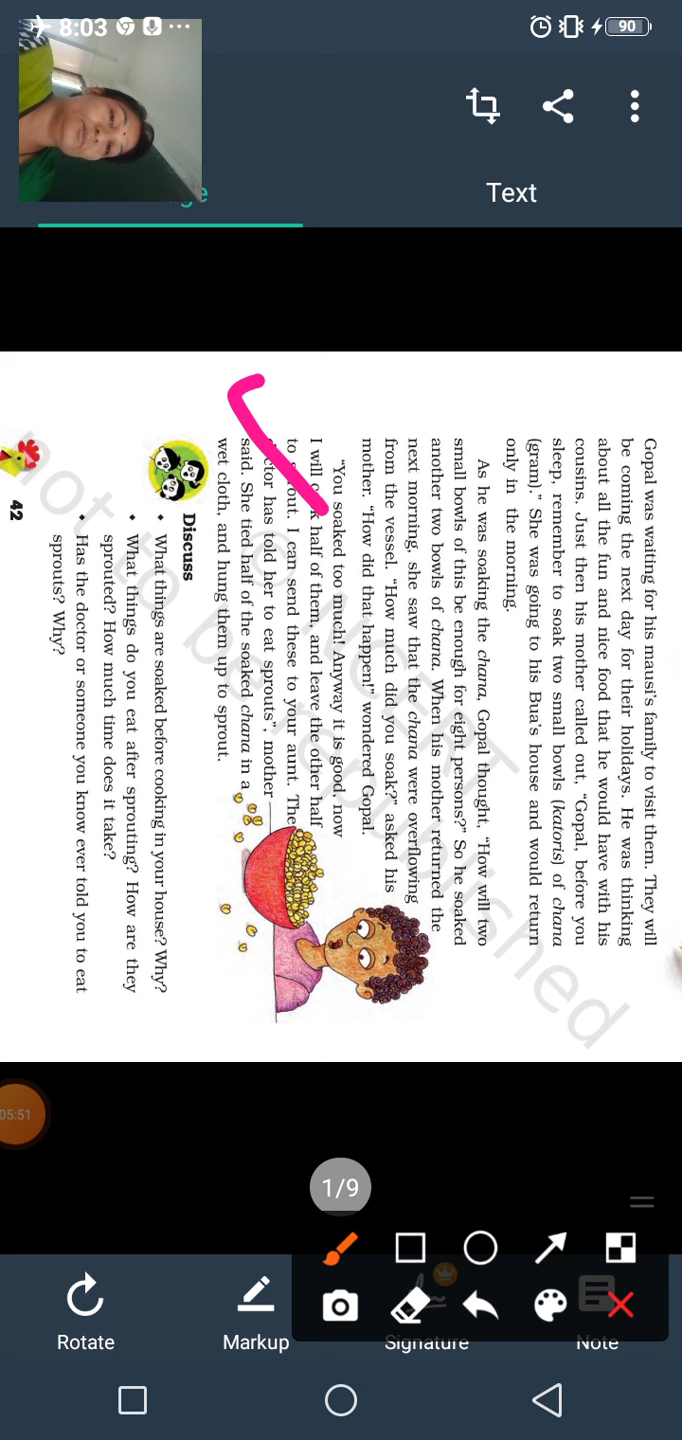 8:03
90
ge
Text
Gopal was waiting for his mausi's family to visit them. They will
be coming the next day for their holidays. He was thinking
about all the fun and nice food that he would have with his
cousins. Just then his mother called out, "Gopal, before you
sleep, remember to soak two small bowls (katoris) of chana
(gram)." She was going to his Bua's house and would return
only in the morning.
As he was soaking the chana, Gopal thought, "How will two
small bowls of this be enough for eight persons?" So he soaked
another two bowls of chana. When his mother returned the
next morning, she saw that the chana were overflowing
from the vessel. "How much did you soak?" asked his
mother. "How did that happen!" wondered Gopal.
"You soaked too much! Anyway it is good, now
I will half of them, and leave the other half
to I can send these to your aunt. The
has told her to eat sprouts", mother
said. She tied half of the soaked chana in a
wet cloth, and hung them up to sprout.
Discuss
• What things are soaked before cooking in your house? Why?
• What things do you eat after sprouting? How are they
sprouted? How much time does it take?
• Has the doctor or someone you know ever told you to eat
sprouts? Why?
42
© NCERT
not to be republished
05:51
1/9
Rotate
Markup
Signature
Note